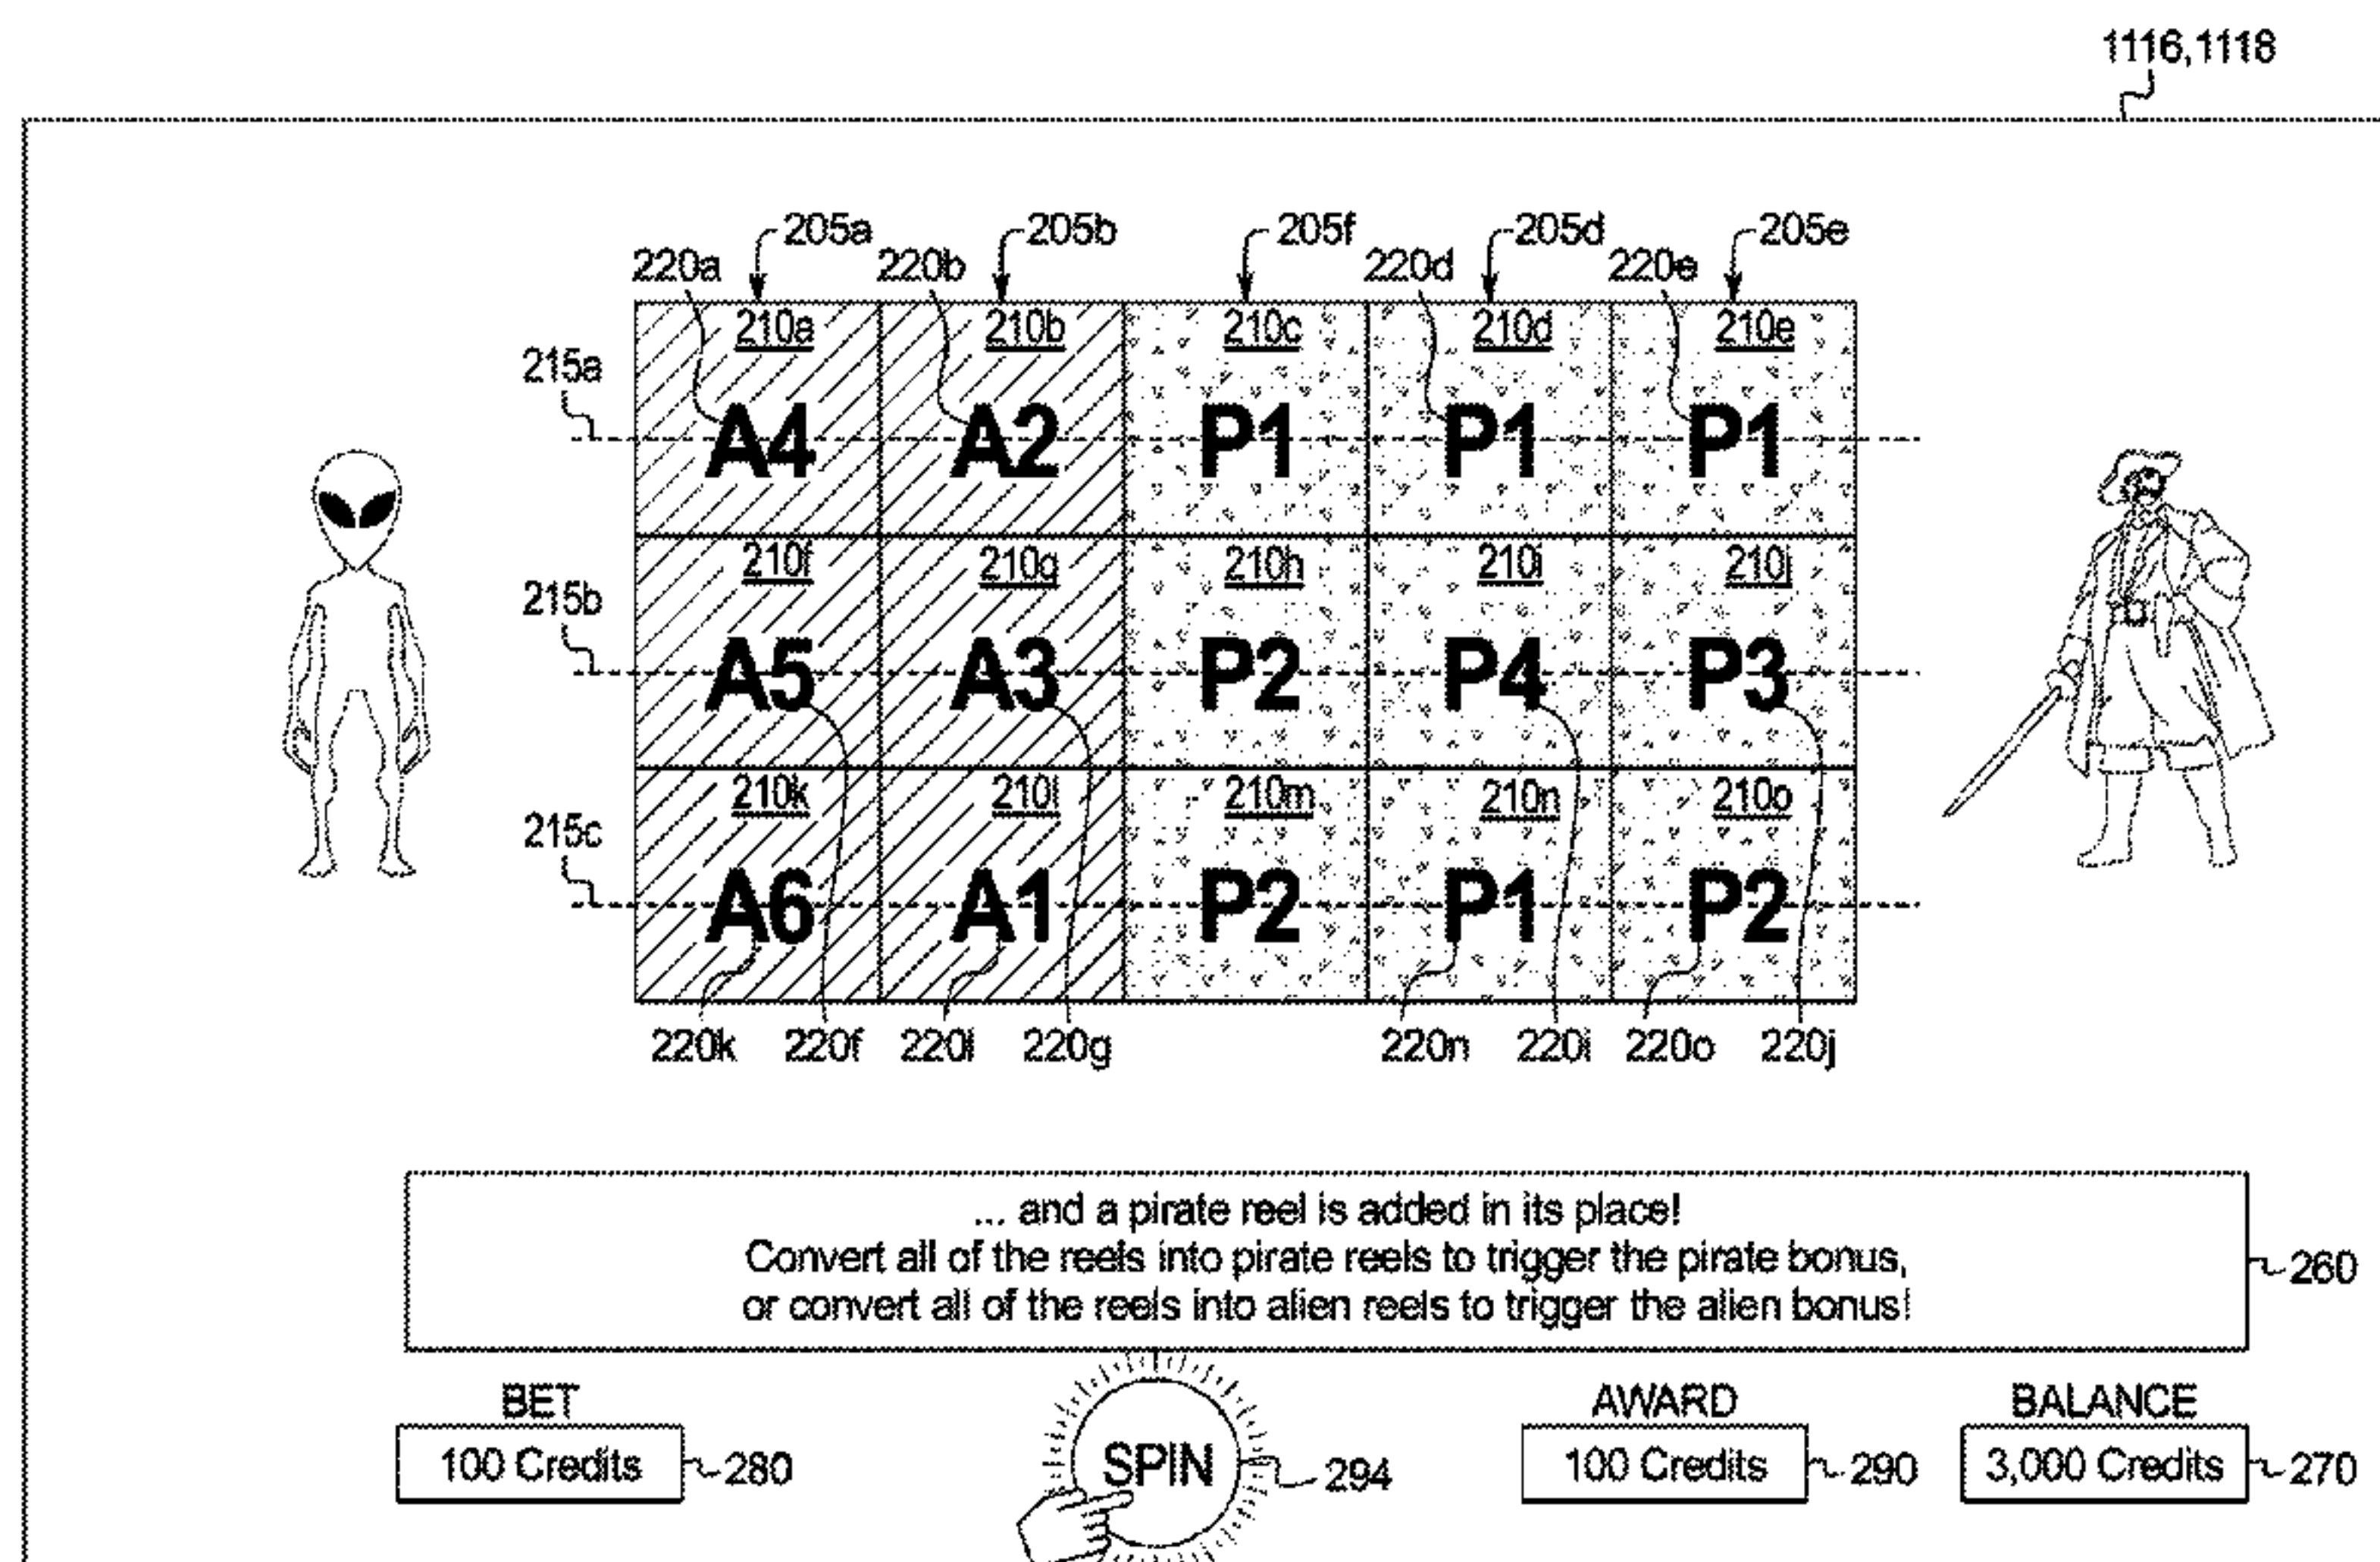 1116,1118
205a 205b 205f 205d 205e
220a 220b 220d 220e
210a 210b 210c 210d 210e
215a
A4 A2 P1 P1 P1
210f 210g 210h 210i 210j
215b
A5 A3 P2 P4 P3
210k 210l 210m 210n 210o
215c
A6 A1 P2 P1 P2
220k 220f 220l 220g 220n 220i 220o 220j
... and a pirate reel is added in its place!
Convert all of the reels into pirate reels to trigger the pirate bonus,
or convert all of the reels into alien reels to trigger the alien bonus!
260
BET AWARD BALANCE
100 Credits 280 SPIN 294 100 Credits 290 3,000 Credits 270